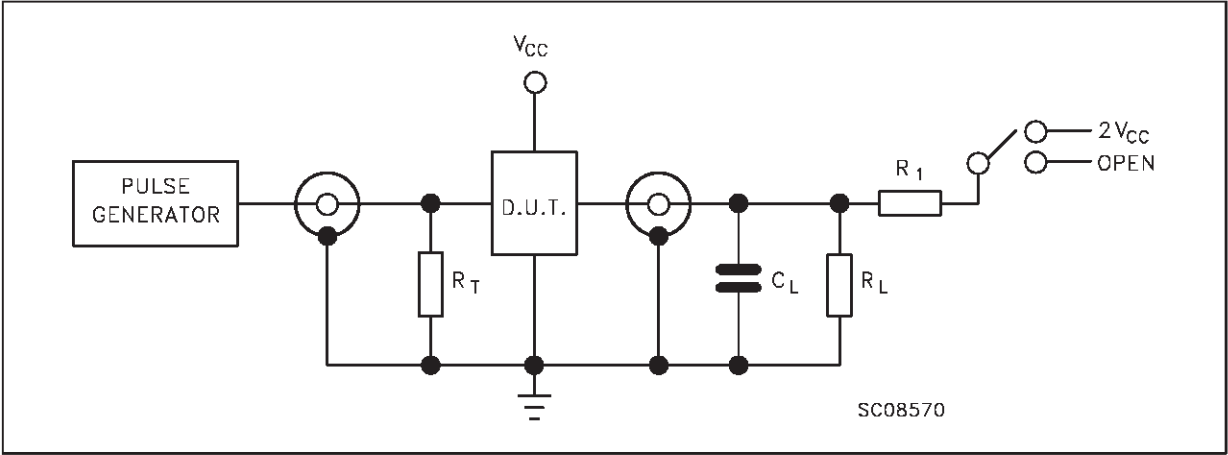 VCC
2VCC
OPEN
R1
PULSE
GENERATOR
D.U.T.
RT
CL
RL
SC08570